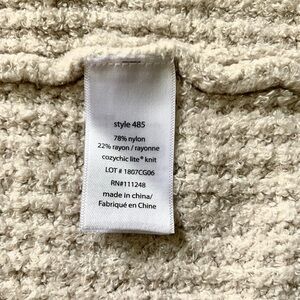 style 485
78% nylon
22% rayon / rayonne
cozychic lite® knit
LOT # 1807CG06
RN#111248
made in china/
Fabriqué en Chine